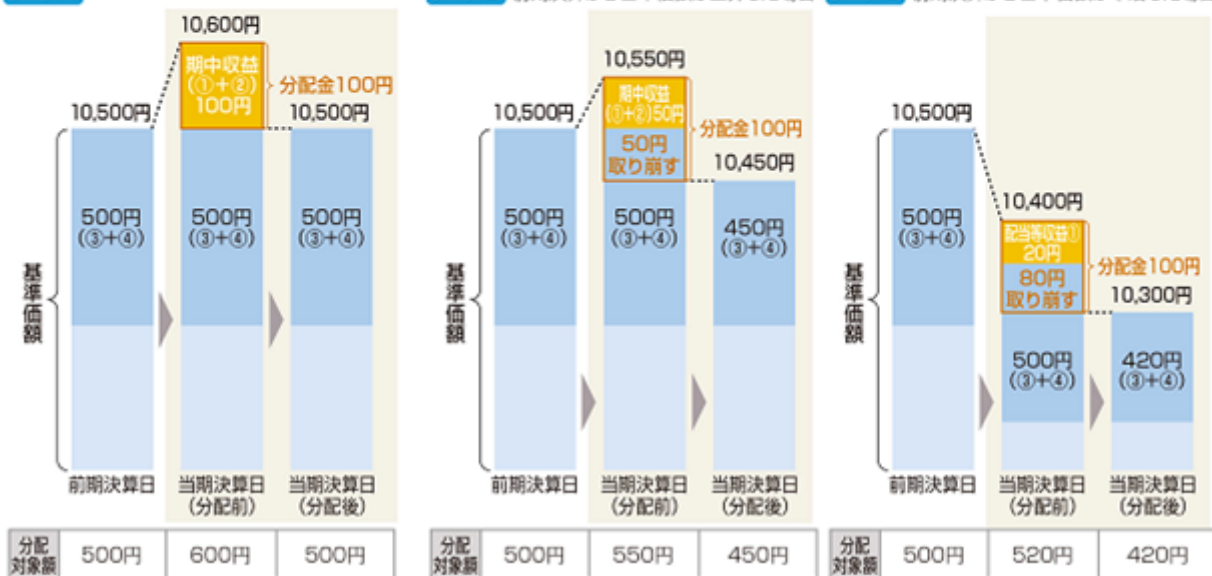 10,600円
期中収益
(①+②)
100円
分配金100円
10,500円
10,500円
500円
(③+④)
500円
(③+④)
500円
(③+④)
基準価額
前期決算日
当期決算日
(分配前)
当期決算日
(分配後)
分配
対象額
500円
600円
500円
10,550円
期中収益
(①+②)50円
50円
取り崩す
分配金100円
10,500円
10,450円
500円
(③+④)
500円
(③+④)
450円
(③+④)
基準価額
前期決算日
当期決算日
(分配前)
当期決算日
(分配後)
分配
対象額
500円
550円
450円
10,500円
10,400円
配当等収益①
20円
80円
取り崩す
分配金100円
10,300円
500円
(③+④)
500円
(③+④)
420円
(③+④)
基準価額
前期決算日
当期決算日
(分配前)
当期決算日
(分配後)
分配
対象額
500円
520円
420円